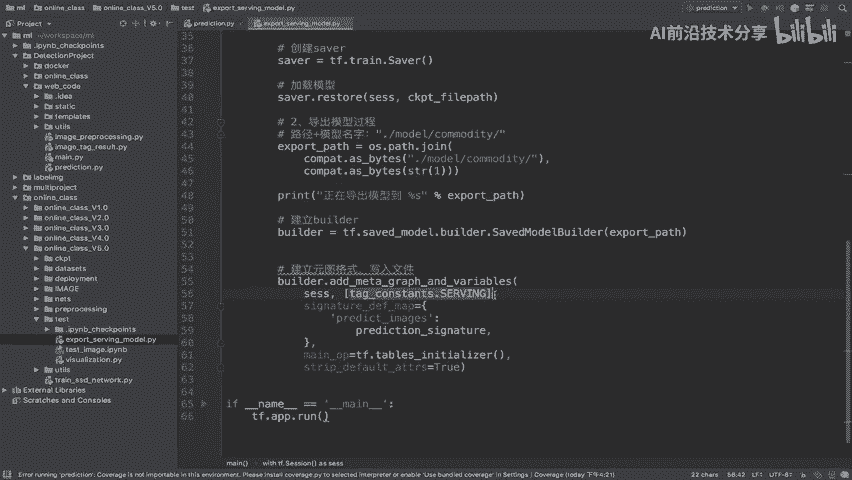 ml
online_class
online_class_V5.0
test
export_serving_model.py
prediction
Project
prediction.py
export_serving_model.py
AI前沿技术分享
bilibili
ml ~/workspace/ml
.ipynb_checkpoints
DetectionProject
docker
online_class
web_code
.idea
static
templates
utils
image_preprocessing.py
image_tag_result.py
main.py
prediction.py
labelimg
multiproject
online_class
online_class_V1.0
online_class_V2.0
online_class_V3.0
online_class_V4.0
online_class_V5.0
ckpt
datasets
deployment
IMAGE
nets
preprocessing
test
.ipynb_checkpoints
export_serving_model.py
test_image.ipynb
visualization.py
utils
train_ssd_network.py
External Libraries
Scratches and Consoles
35
36 # 创建saver
37 saver = tf.train.Saver()
38
39 # 加载模型
40 saver.restore(sess, ckpt_filepath)
41
42 # 2、导出模型过程
43 # 路径+模型名字: "./model/commodity/"
44 export_path = os.path.join(
45 compat.as_bytes("./model/commodity/"),
46 compat.as_bytes(str(1)))
47
48 print("正在导出模型到 %s" % export_path)
49
50 # 建立builder
51 builder = tf.saved_model.builder.SavedModelBuilder(export_path)
52
53
54 # 建立元图格式，写入文件
55 builder.add_meta_graph_and_variables(
56 sess, [tag_constants.SERVING],
57 signature_def_map={
58 'predict_images':
59 prediction_signature,
60 },
61 main_op=tf.tables_initializer(),
62 strip_default_attrs=True)
63
64
65 if __name__ == '__main__':
66 tf.app.run()
main()
with tf.Session() as sess
Error running 'prediction': Coverage is not importable in this environment. Please install coverage.py to selected interpreter or enable 'Use bundled coverage' in Settings | Coverage (today 下午4:21)
22 chars
56:42
LF
UTF-8